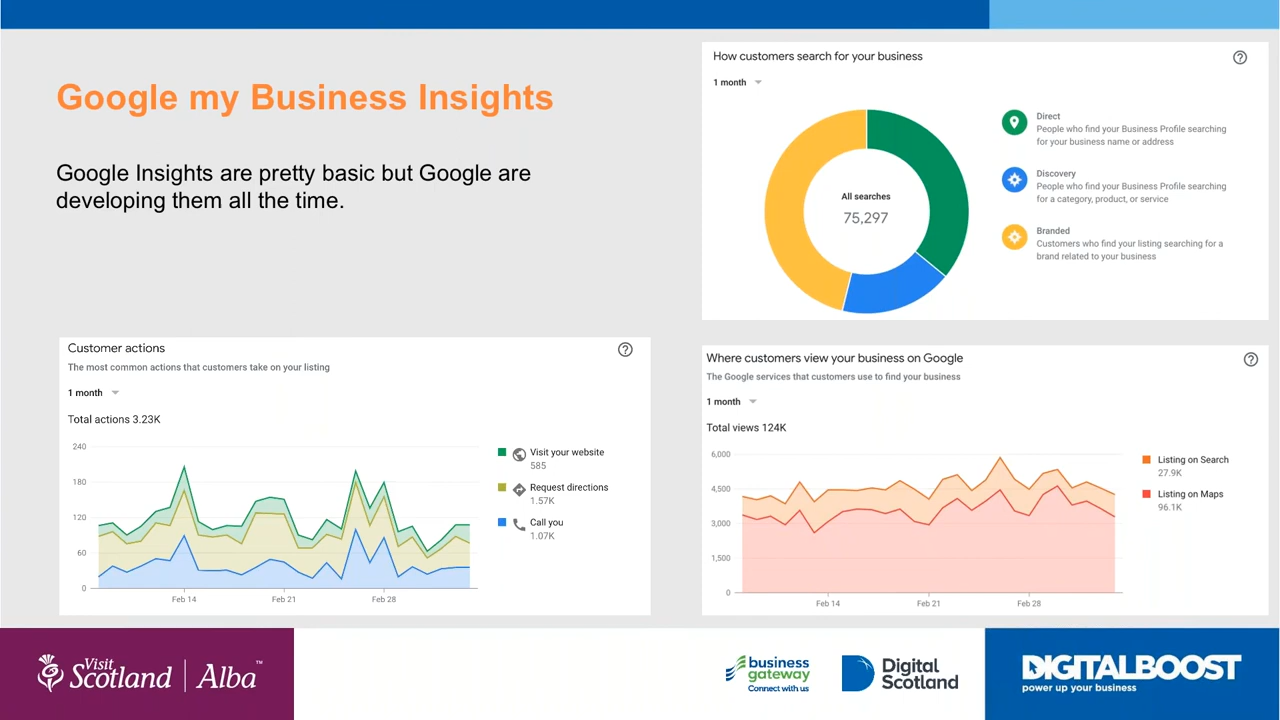 Google my Business Insights
Google Insights are pretty basic but Google are
developing them all the time.
How customers search for your business
1 month
All searches
75,297
Direct
People who find your Business Profile searching
for your business name or address
Discovery
People who find your Business Profile searching
for a category, product, or service
Branded
Customers who find your listing searching for a
brand related to your business
Customer actions
The most common actions that customers take on your listing
1 month
Total actions 3.23K
240
180
120
60
0
Feb 14
Feb 21
Feb 28
Visit your website
585
Request directions
1.57K
Call you
1.07K
Where customers view your business on Google
The Google services that customers use to find your business
1 month
Total views 124K
6,000
4,500
3,000
1,500
0
Feb 14
Feb 21
Feb 28
Listing on Search
27.9K
Listing on Maps
96.1K
Visit
Scotland | Alba™
business
gateway
Connect with us
Digital
Scotland
DIGITALBOOST
power up your business